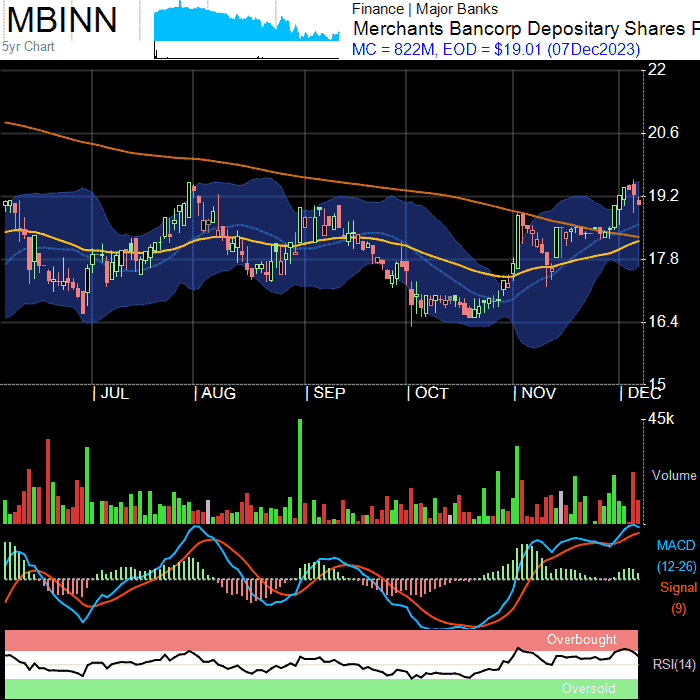 MBINN
5yr Chart
Finance | Major Banks
Merchants Bancorp Depositary Shares P
MC = 822M, EOD = $19.01 (07Dec2023)
22
20.6
19.2
17.8
16.4
15
JUL AUG SEP OCT NOV DEC
45k
Volume
MACD
(12-26)
Signal
(9)
Overbought
RSI(14)
Oversold